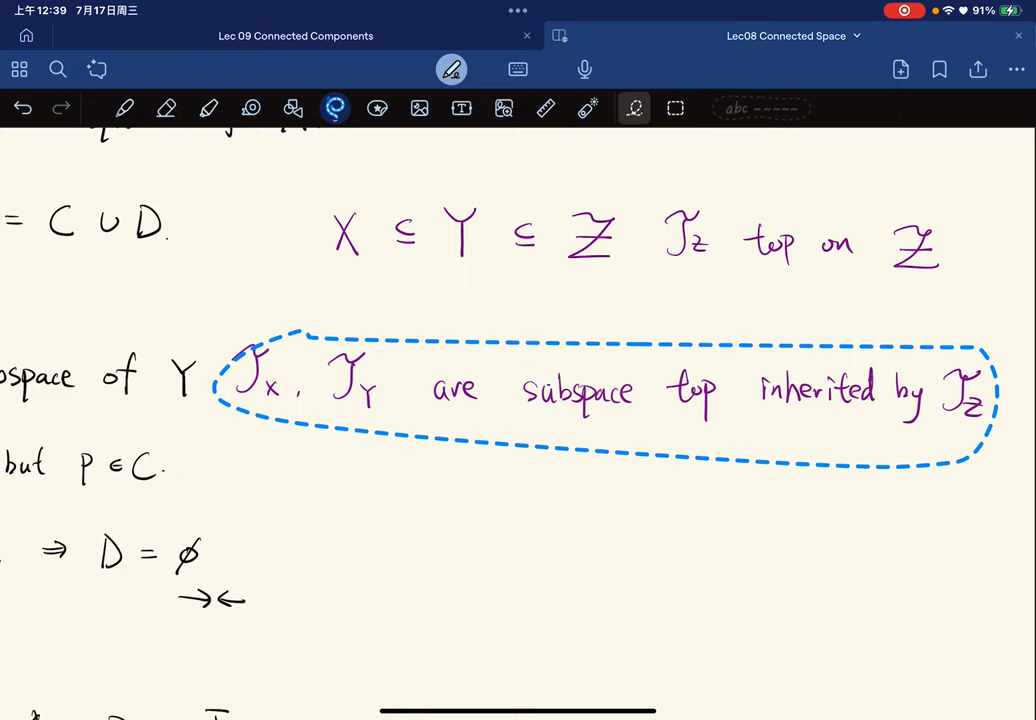 上午12:39 7月17日周三
91%
Lec 09 Connected Components
Lec08 Connected Space
abc
= C ∪ D.
X ⊆ Y ⊆ Z 𝒯_Z top on Z
ospace of Y 𝒯_X, 𝒯_Y are subspace top inherited by 𝒯_Z
but p ∈ C.
⇒ D = ϕ
→←